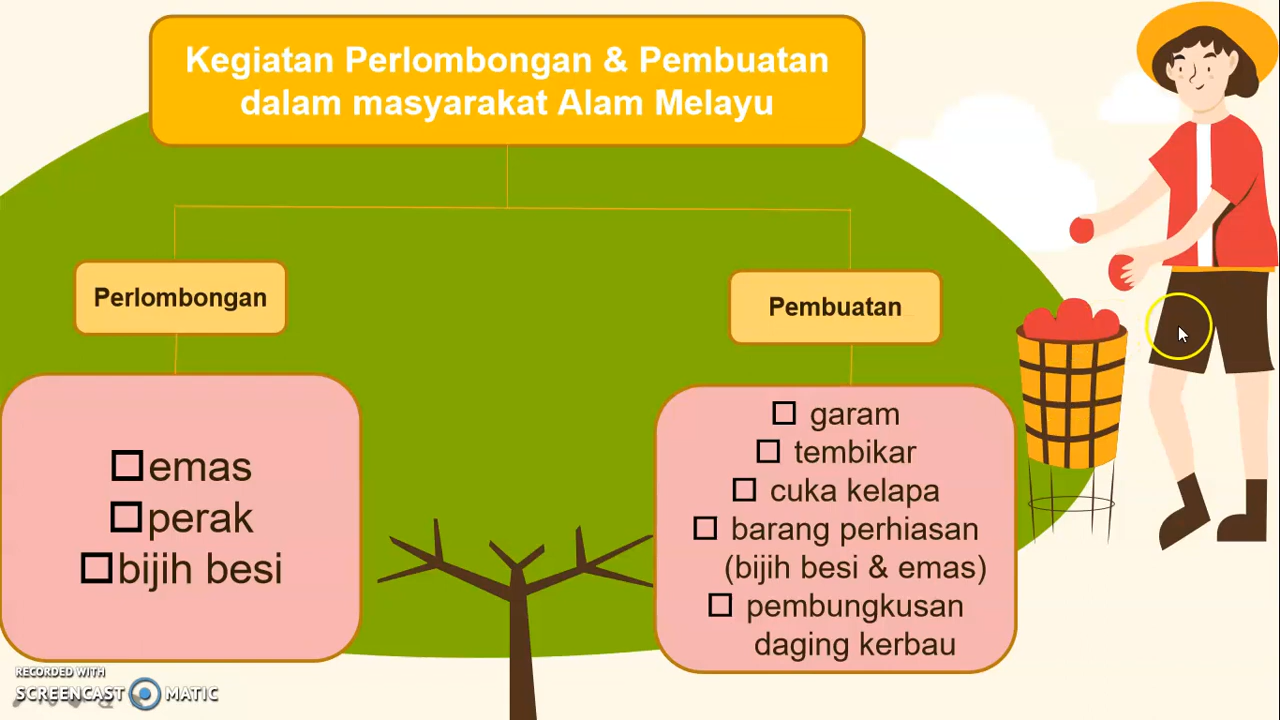 Kegiatan Perlombongan & Pembuatan
dalam masyarakat Alam Melayu
Perlombongan
emas
perak
bijih besi
Pembuatan
garam
tembikar
cuka kelapa
barang perhiasan
(bijih besi & emas)
pembungkusan
daging kerbau
RECORDED WITH
SCREENCAST MATIC